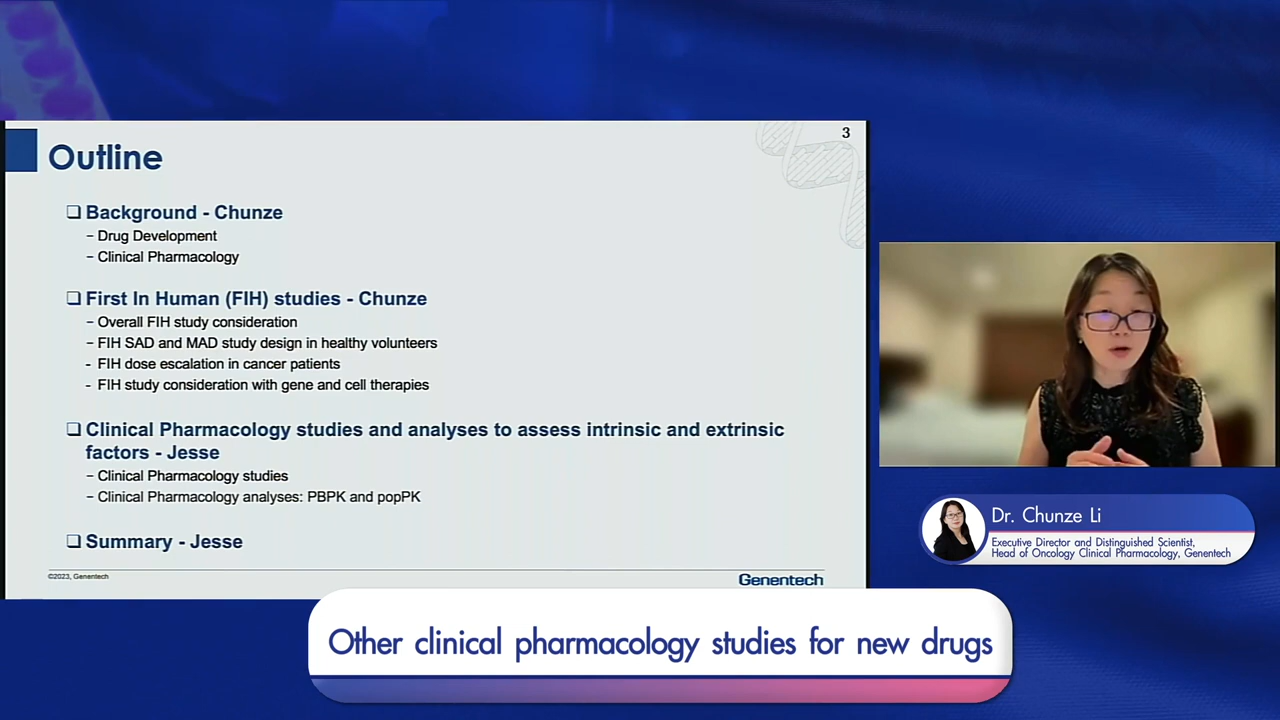 3
Outline
❑ Background - Chunze
– Drug Development
– Clinical Pharmacology
❑ First In Human (FIH) studies - Chunze
– Overall FIH study consideration
– FIH SAD and MAD study design in healthy volunteers
- FIH dose escalation in cancer patients
- FIH study consideration with gene and cell therapies
❑ Clinical Pharmacology studies and analyses to assess intrinsic and extrinsic
factors - Jesse
– Clinical Pharmacology studies
– Clinical Pharmacology analyses: PBPK and popPK
❑ Summary - Jesse
©2023, Genentech
Genentech
Dr. Chunze Li
Executive Director and Distinguished Scientist,
Head of Oncology Clinical Pharmacology, Genentech
Other clinical pharmacology studies for new drugs